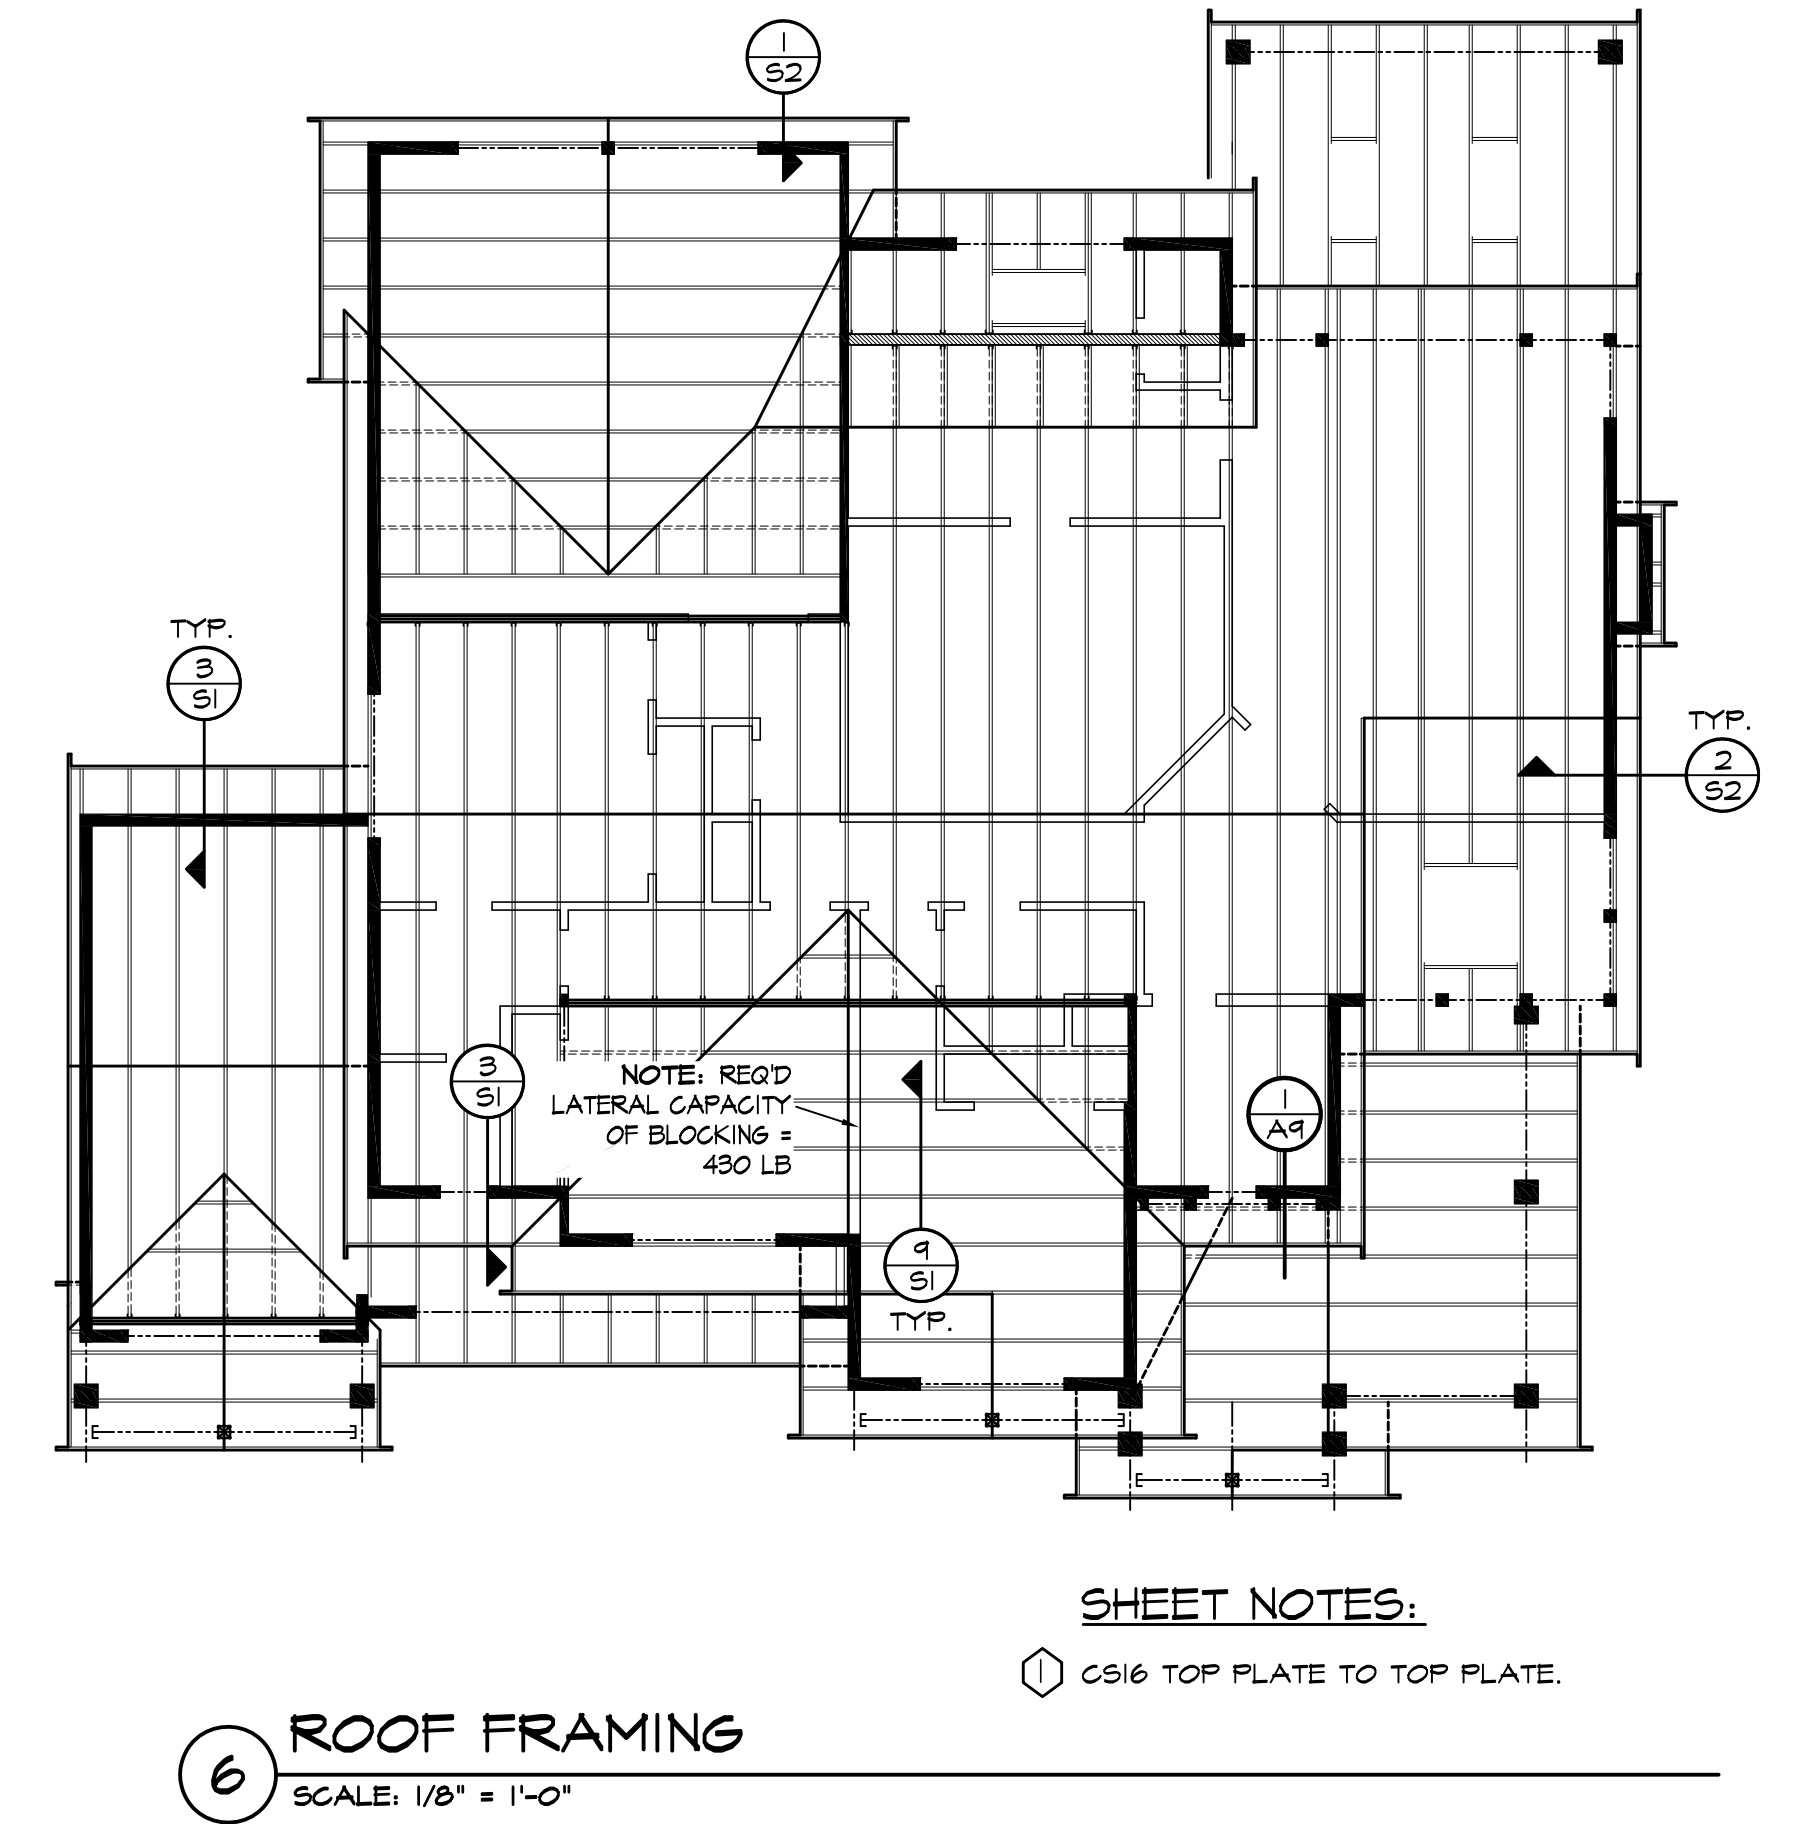 1
S2
TYP.
3
S1
TYP.
2
S2
3
S1
NOTE: REQ'D
LATERAL CAPACITY
OF BLOCKING =
430 LB
1
A9
9
S1
TYP.
SHEET NOTES:
1 CS16 TOP PLATE TO TOP PLATE.
6 ROOF FRAMING
SCALE: 1/8" = 1'-0"